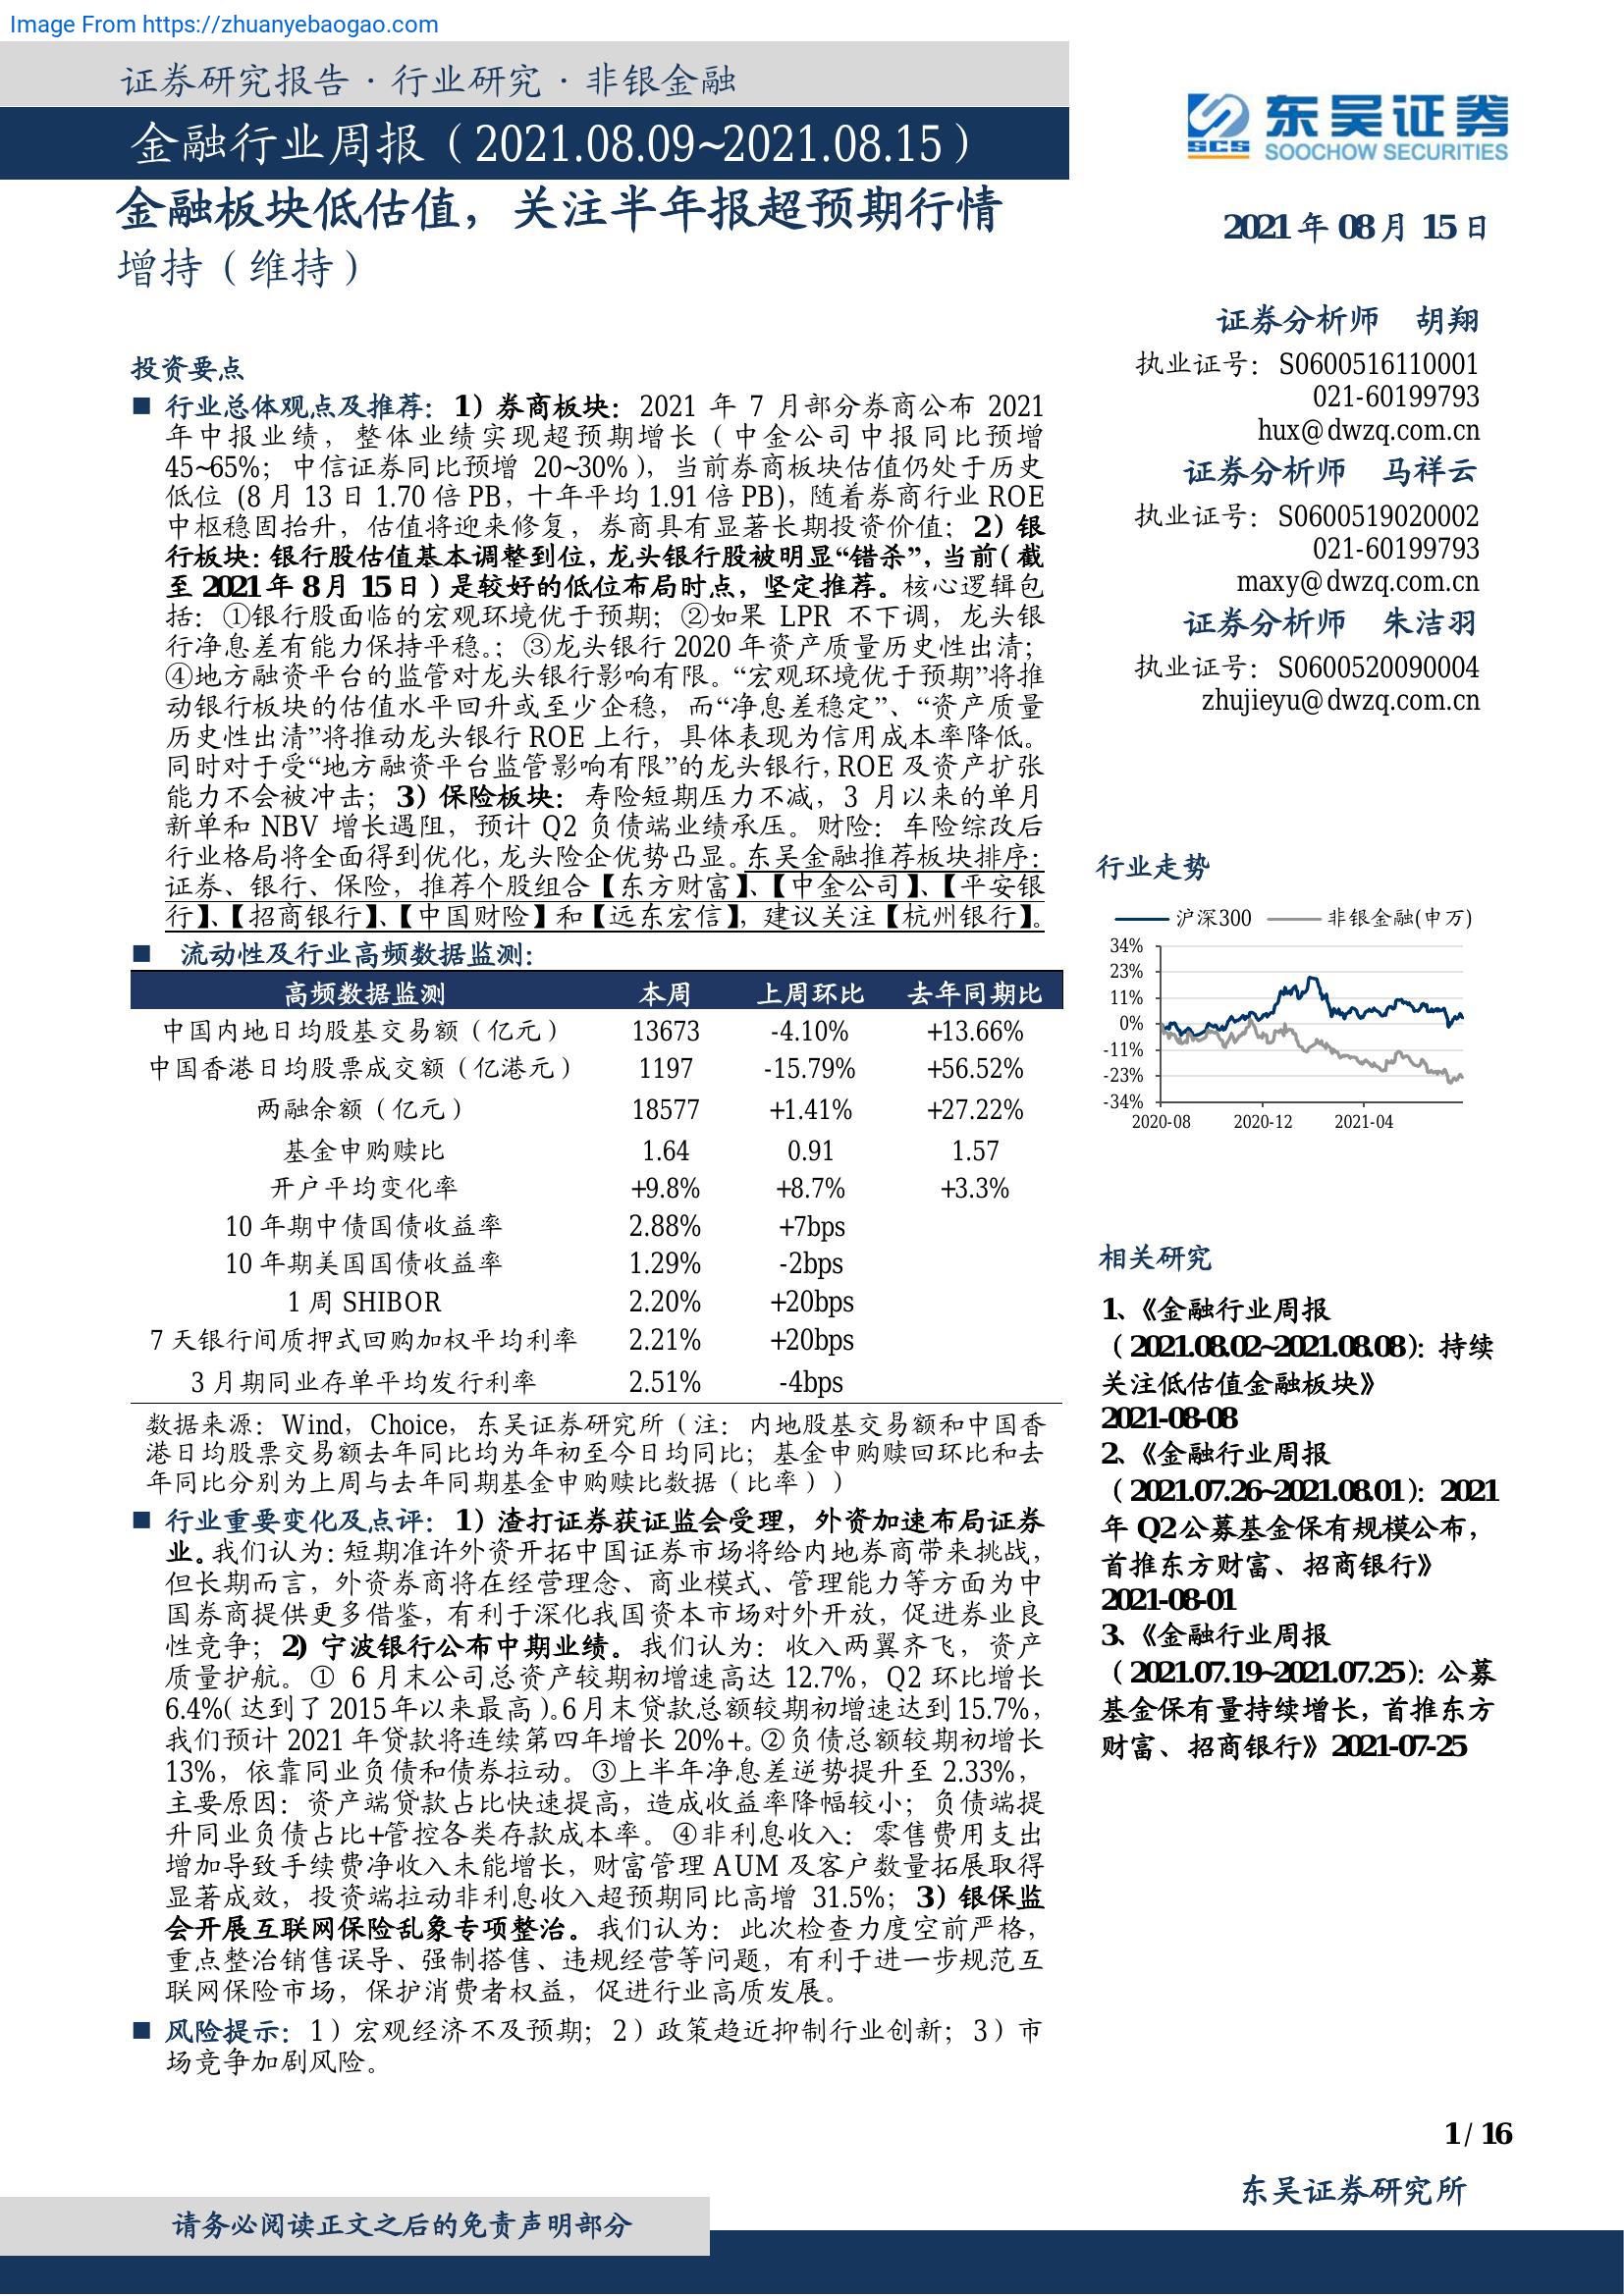 Image From https://zhuanyebaogao.com
证券研究报告·行业研究·非银金融
金融行业周报（2021.08.09~2021.08.15）
金融板块低估值，关注半年报超预期行情
增持（维持）
投资要点
■ 行业总体观点及推荐：1）券商板块：2021 年 7 月部分券商公布 2021
年中报业绩，整体业绩实现超预期增长（中金公司中报同比预增
45~65%；中信证券同比预增 20~30%），当前券商板块估值仍处于历史
低位 (8 月 13 日 1.70 倍 PB，十年平均 1.91 倍 PB)，随着券商行业 ROE
中枢稳固抬升，估值将迎来修复，券商具有显著长期投资价值；2）银
行板块：银行股估值基本调整到位，龙头银行股被明显“错杀”，当前（截
至 2021 年 8 月 15 日）是较好的低位布局时点，坚定推荐。核心逻辑包
括：①银行股面临的宏观环境优于预期；②如果 LPR 不下调，龙头银
行净息差有能力保持平稳。；③龙头银行 2020 年资产质量历史性出清；
④地方融资平台的监管对龙头银行影响有限。“宏观环境优于预期”将推
动银行板块的估值水平回升或至少企稳，而“净息差稳定”、“资产质量
历史性出清”将推动龙头银行 ROE 上行，具体表现为信用成本率降低。
同时对于受“地方融资平台监管影响有限”的龙头银行，ROE 及资产扩张
能力不会被冲击；3）保险板块：寿险短期压力不减，3 月以来的单月
新单和 NBV 增长遇阻，预计 Q2 负债端业绩承压。财险：车险综改后
行业格局将全面得到优化，龙头险企优势凸显。东吴金融推荐板块排序：
证券、银行、保险，推荐个股组合【东方财富】、【中金公司】、【平安银
行】、【招商银行】、【中国财险】和【远东宏信】，建议关注【杭州银行】。
■ 流动性及行业高频数据监测：
高频数据监测 本周 上周环比 去年同期比
中国内地日均股基交易额（亿元） 13673 -4.10% +13.66%
中国香港日均股票成交额（亿港元） 1197 -15.79% +56.52%
两融余额（亿元） 18577 +1.41% +27.22%
基金申购赎比 1.64 0.91 1.57
开户平均变化率 +9.8% +8.7% +3.3%
10 年期中债国债收益率 2.88% +7bps
10 年期美国国债收益率 1.29% -2bps
1 周 SHIBOR 2.20% +20bps
7 天银行间质押式回购加权平均利率 2.21% +20bps
3 月期同业存单平均发行利率 2.51% -4bps
数据来源：Wind，Choice，东吴证券研究所（注：内地股基交易额和中国香
港日均股票交易额去年同比均为年初至今日均同比；基金申购赎回环比和去
年同比分别为上周与去年同期基金申购赎比数据（比率））
■ 行业重要变化及点评：1）渣打证券获证监会受理，外资加速布局证券
业。我们认为：短期准许外资开拓中国证券市场将给内地券商带来挑战，
但长期而言，外资券商将在经营理念、商业模式、管理能力等方面为中
国券商提供更多借鉴，有利于深化我国资本市场对外开放，促进券业良
性竞争；2）宁波银行公布中期业绩。我们认为：收入两翼齐飞，资产
质量护航。① 6 月末公司总资产较期初增速高达 12.7%，Q2 环比增长
6.4%（达到了 2015 年以来最高）。6 月末贷款总额较期初增速达到 15.7%，
我们预计 2021 年贷款将连续第四年增长 20%+。②负债总额较期初增长
13%，依靠同业负债和债券拉动。③上半年净息差逆势提升至 2.33%，
主要原因：资产端贷款占比快速提高，造成收益率降幅较小；负债端提
升同业负债占比+管控各类存款成本率。④非利息收入：零售费用支出
增加导致手续费净收入未能增长，财富管理 AUM 及客户数量拓展取得
显著成效，投资端拉动非利息收入超预期同比高增 31.5%；3）银保监
会开展互联网保险乱象专项整治。我们认为：此次检查力度空前严格，
重点整治销售误导、强制搭售、违规经营等问题，有利于进一步规范互
联网保险市场，保护消费者权益，促进行业高质发展。
■ 风险提示：1）宏观经济不及预期；2）政策趋近抑制行业创新；3）市
场竞争加剧风险。
SCS 东吴证券
SOOCHOW SECURITIES
2021 年 08 月 15 日
证券分析师 胡翔
执业证号：S0600516110001
021-60199793
hux@dwzq.com.cn
证券分析师 马祥云
执业证号：S0600519020002
021-60199793
maxy@dwzq.com.cn
证券分析师 朱洁羽
执业证号：S0600520090004
zhujieyu@dwzq.com.cn
行业走势
沪深300 非银金融(申万)
34%
23%
11%
0%
-11%
-23%
-34%
2020-08 2020-12 2021-04
相关研究
1、《金融行业周报
（2021.08.02~2021.08.08）：持续
关注低估值金融板块》
2021-08-08
2、《金融行业周报
（2021.07.26~2021.08.01）：2021
年 Q2 公募基金保有规模公布，
首推东方财富、招商银行》
2021-08-01
3、《金融行业周报
（2021.07.19~2021.07.25）：公募
基金保有量持续增长，首推东方
财富、招商银行》2021-07-25
1 / 16
东吴证券研究所
请务必阅读正文之后的免责声明部分